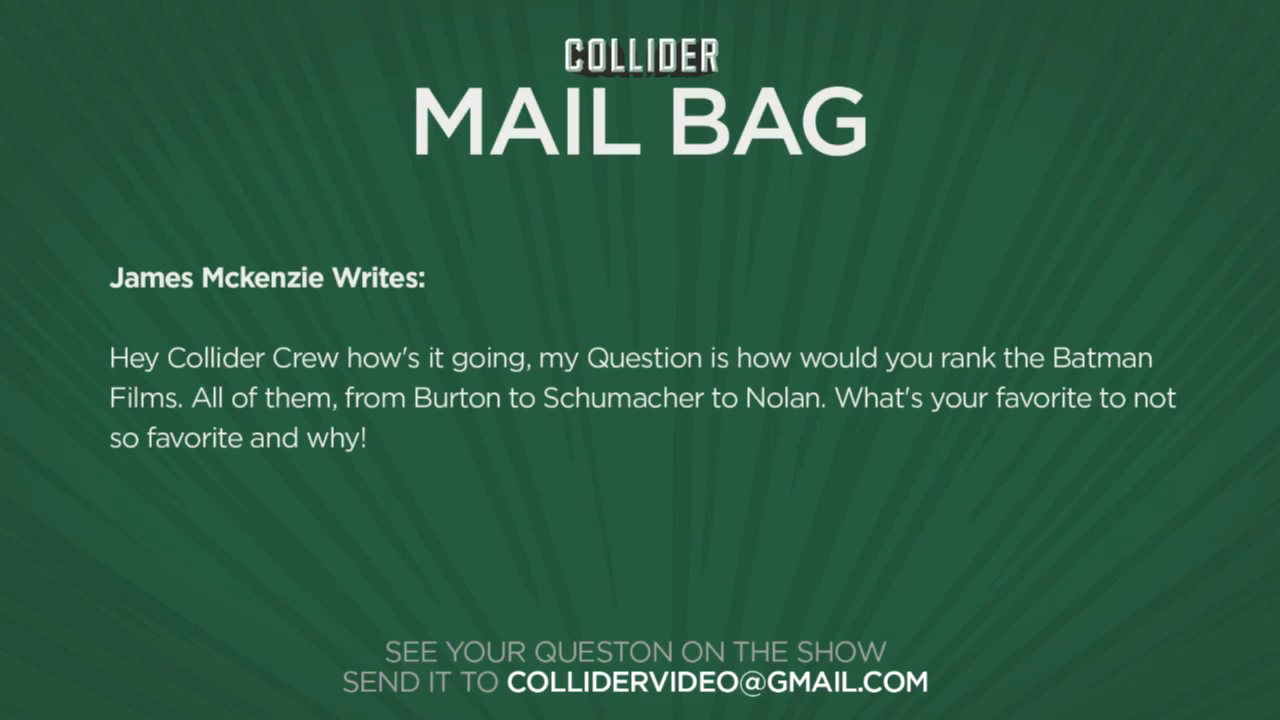 COLLIDER
MAIL BAG
James Mckenzie Writes:
Hey Collider Crew how's it going, my Question is how would you rank the Batman
Films. All of them, from Burton to Schumacher to Nolan. What's your favorite to not
so favorite and why!
SEE YOUR QUESTON ON THE SHOW
SEND IT TO COLLIDERVIDEO@GMAIL.COM